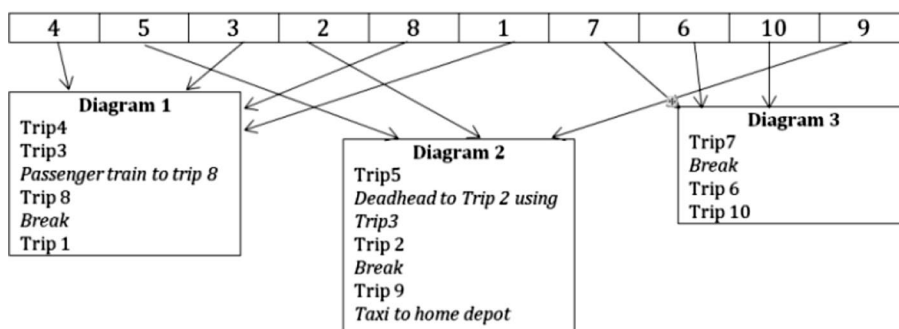 4 5 3 2 8 1 7 6 10 9
Diagram 1
Trip4
Trip3
Passenger train to trip 8
Trip 8
Break
Trip 1
Diagram 2
Trip5
Deadhead to Trip 2 using
Trip3
Trip 2
Break
Trip 9
Taxi to home depot
Diagram 3
Trip7
Break
Trip 6
Trip 10